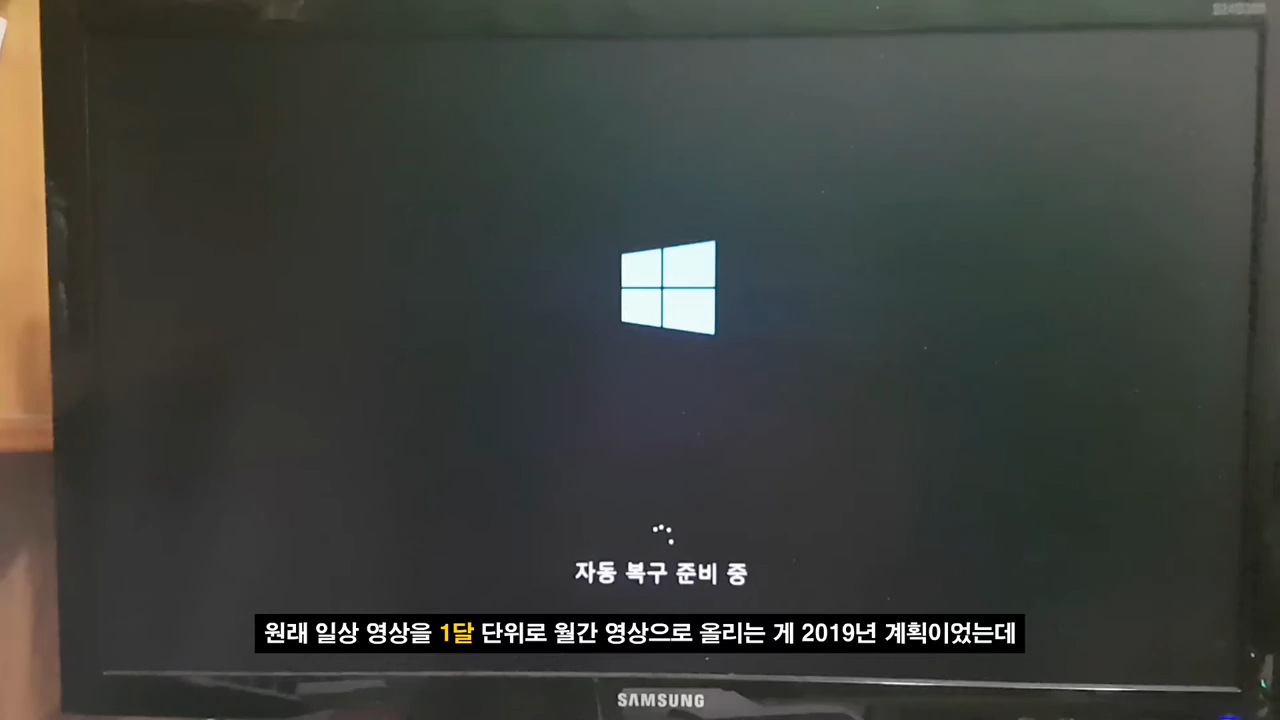 자동 복구 준비 중
원래 일상 영상을 1달 단위로 월간 영상으로 올리는 게 2019년 계획이었는데
SAMSUNG